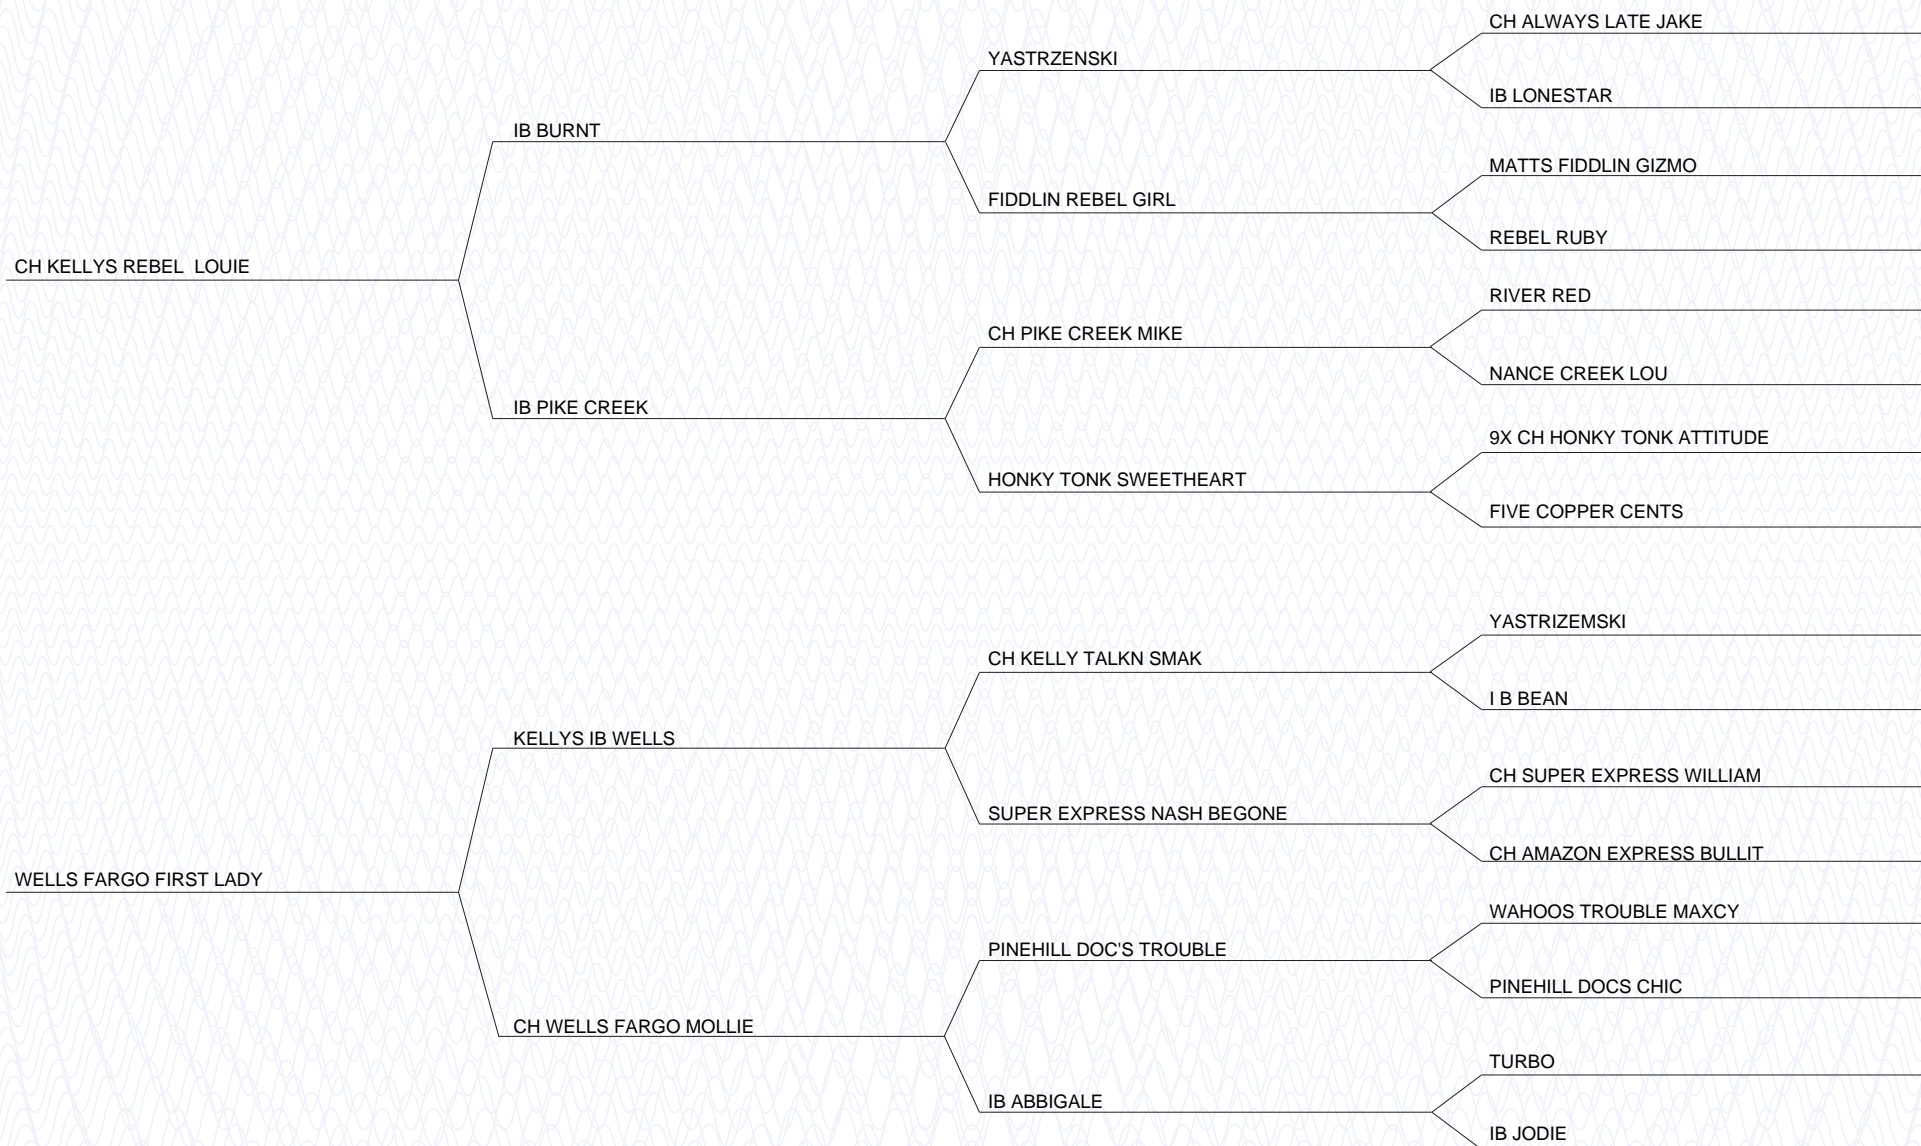 CH ALWAYS LATE JAKE
YASTRZENSKI
IB LONESTAR
IB BURNT
MATTS FIDDLIN GIZMO
FIDDLIN REBEL GIRL
REBEL RUBY
CH KELLYS REBEL  LOUIE
RIVER RED
CH PIKE CREEK MIKE
NANCE CREEK LOU
IB PIKE CREEK
9X CH HONKY TONK ATTITUDE
HONKY TONK SWEETHEART
FIVE COPPER CENTS
YASTRIZEMSKI
CH KELLY TALKN SMAK
I B BEAN
KELLYS IB WELLS
CH SUPER EXPRESS WILLIAM
SUPER EXPRESS NASH BEGONE
CH AMAZON EXPRESS BULLIT
WELLS FARGO FIRST LADY
WAHOOS TROUBLE MAXCY
PINEHILL DOC'S TROUBLE
PINEHILL DOCS CHIC
CH WELLS FARGO MOLLIE
TURBO
IB ABBIGALE
IB JODIE